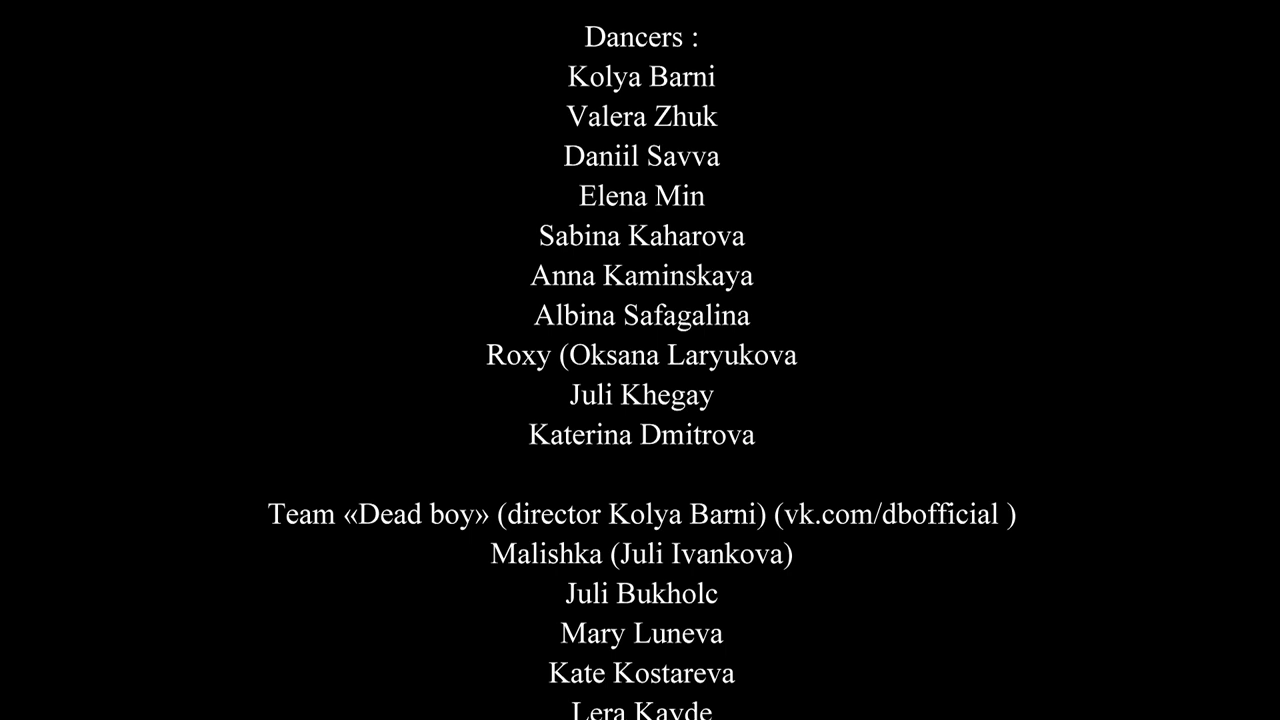 Dancers :
Kolya Barni
Valera Zhuk
Daniil Savva
Elena Min
Sabina Kaharova
Anna Kaminskaya
Albina Safagalina
Roxy (Oksana Laryukova
Juli Khegay
Katerina Dmitrova
Team «Dead boy» (director Kolya Barni) (vk.com/dbofficial )
Malishka (Juli Ivankova)
Juli Bukholc
Mary Luneva
Kate Kostareva
Lera Kayde